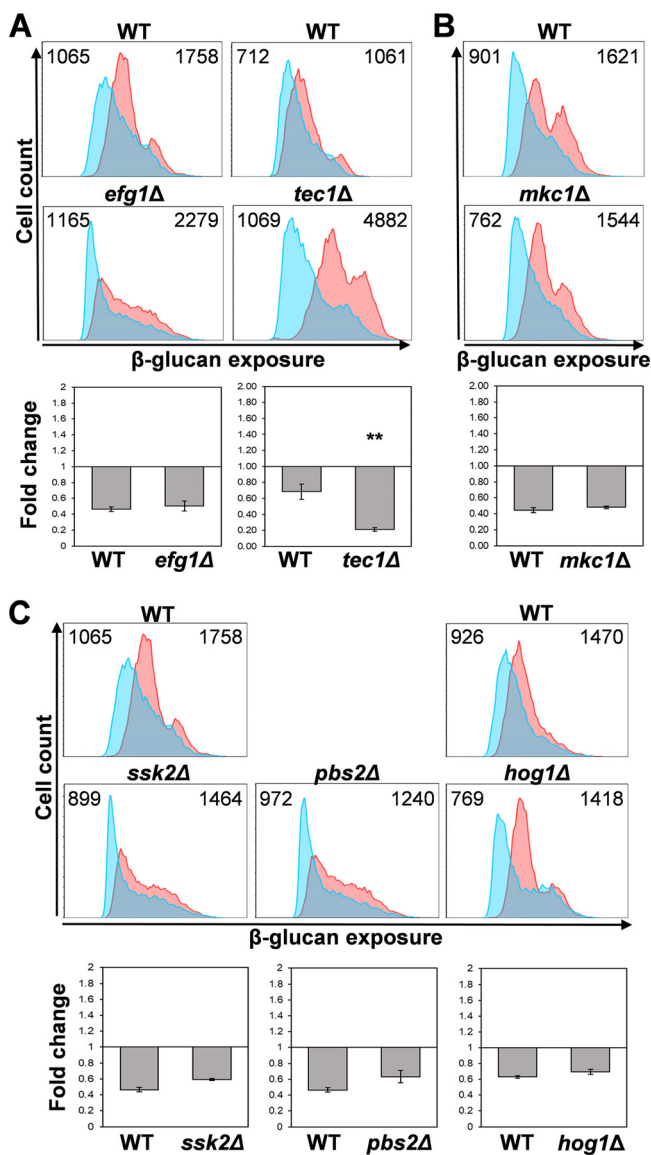 A
WT
WT
B
WT
1065 1758
712 1061
901 1621
Cell count
efg1Δ
tec1Δ
mkc1Δ
1165 2279
1069 4882
762 1544
β-glucan exposure
β-glucan exposure
Fold change
2
1.8
1.6
1.4
1.2
1
0.8
0.6
0.4
0.2
0
WT efg1Δ
2.00
1.80
1.60
1.40
1.20
1.00
0.80
0.60
0.40
0.20
0.00
**
WT tec1Δ
2.00
1.80
1.60
1.40
1.20
1.00
0.80
0.60
0.40
0.20
0.00
WT mkc1Δ
C
WT
WT
1065 1758
926 1470
Cell count
ssk2Δ
pbs2Δ
hog1Δ
899 1464
972 1240
769 1418
β-glucan exposure
Fold change
2
1.8
1.6
1.4
1.2
1
0.8
0.6
0.4
0.2
0
WT ssk2Δ
2
1.8
1.6
1.4
1.2
1
0.8
0.6
0.4
0.2
0
WT pbs2Δ
2
1.8
1.6
1.4
1.2
1
0.8
0.6
0.4
0.2
0
WT hog1Δ